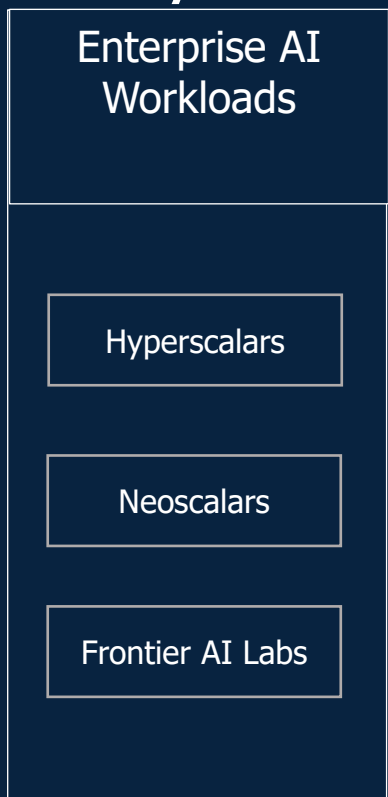 Enterprise AI
Workloads
Hyperscalars
Neoscalars
Frontier AI Labs